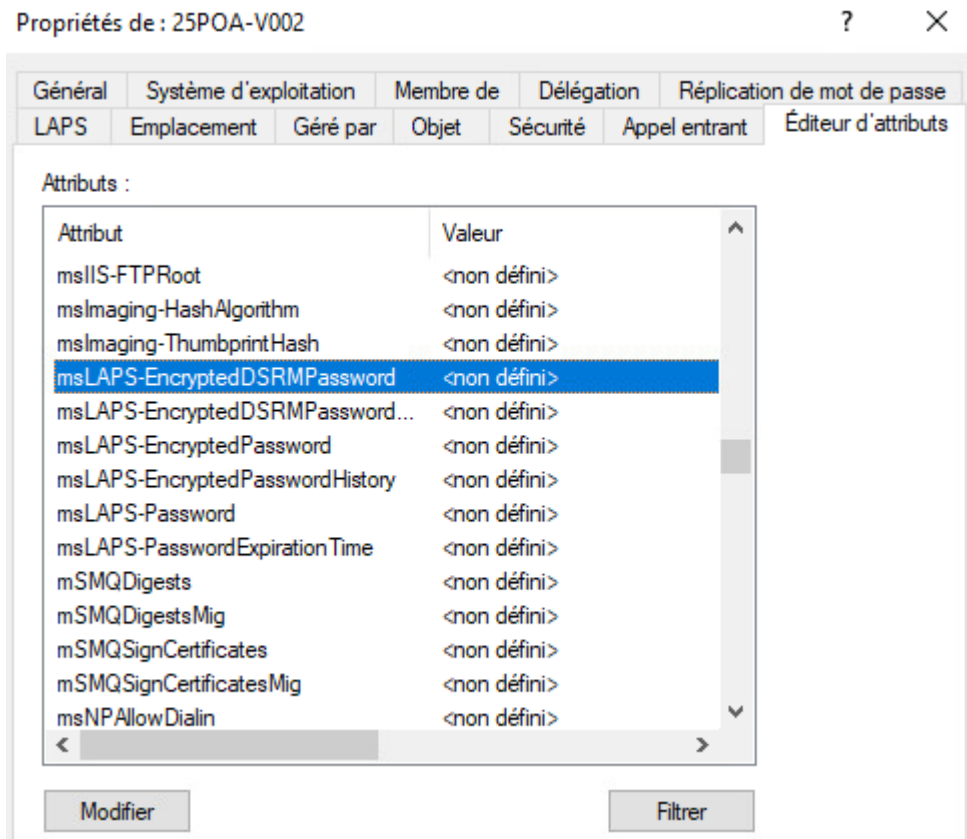 Propriétés de : 25POA-V002 ? ×
Général Système d'exploitation Membre de Délégation Réplication de mot de passe
LAPS Emplacement Géré par Objet Sécurité Appel entrant Éditeur d'attributs
Attributs :
Attribut Valeur
msIIS-FTPRoot <non défini>
msImaging-HashAlgorithm <non défini>
msImaging-ThumbprintHash <non défini>
msLAPS-EncryptedDSRMPassword <non défini>
msLAPS-EncryptedDSRMPassword... <non défini>
msLAPS-EncryptedPassword <non défini>
msLAPS-EncryptedPasswordHistory <non défini>
msLAPS-Password <non défini>
msLAPS-PasswordExpirationTime <non défini>
mSMQDigests <non défini>
mSMQDigestsMig <non défini>
mSMQSignCertificates <non défini>
mSMQSignCertificatesMig <non défini>
msNPAllowDialin <non défini>
Modifier Filtrer